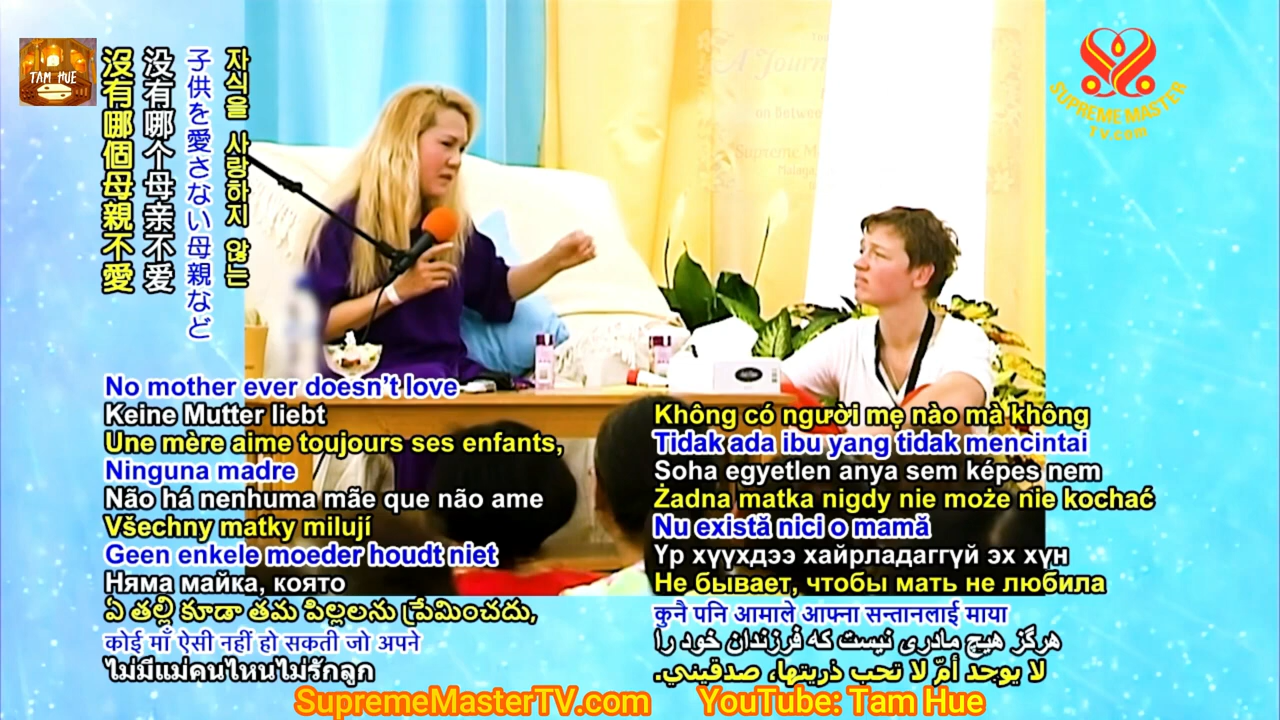 TAM HUE
沒有哪個母親不愛
没有哪个母亲不爱
子供を愛さない母親など
자식을 사랑하지 않는
A Journ
on Betwee
Supreme M
Malaga,
SUPREME MASTER
TV.com
No mother ever doesn't love
Keine Mutter liebt
Une mère aime toujours ses enfants,
Ninguna madre
Não há nenhuma mãe que não ame
Všechny matky milují
Geen enkele moeder houdt niet
Няма майка, която
ఏ తల్లీ కూడా తమ పిల్లలను ప్రేమించదు,
कोई माँ ऐसी नहीं हो सकती जो अपने
ไม่มีแม่คนไหนไม่รักลูก
Không có người mẹ nào mà không
Tidak ada ibu yang tidak mencintai
Soha egyetlen anya sem képes nem
Żadna matka nigdy nie może nie kochać
Nu există nici o mamă
Үр хүүхдээ хайрладаггүй эх хүн
Не бывает, чтобы мать не любила
कुनै पनि आमाले आफ्ना सन्तानलाई माया
هرگز هیچ مادری نیست که فرزندان خود را
لا يوجد أمّ لا تحب ذريتها، صدقيني.
SupremeMasterTV.com YouTube: Tam Hue